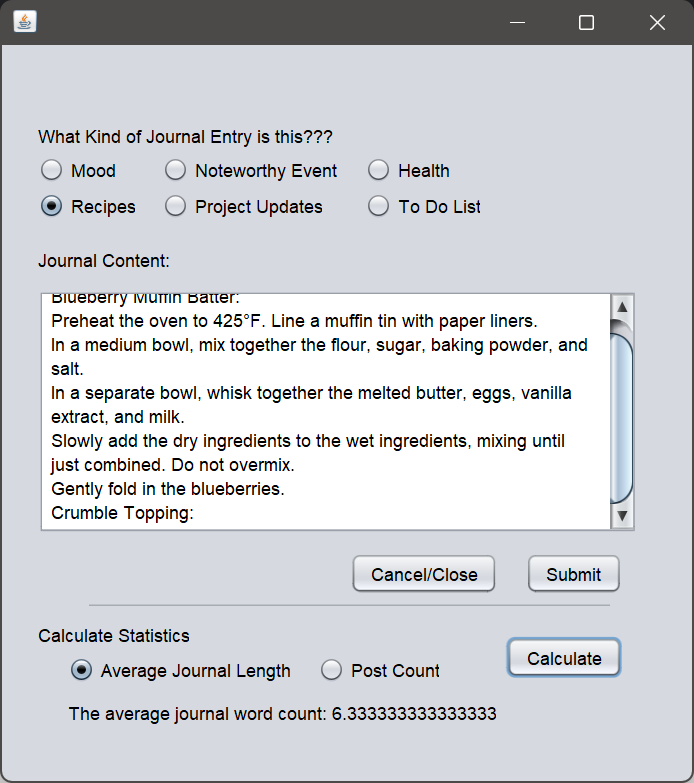 What Kind of Journal Entry is this???
Mood Noteworthy Event Health
Recipes Project Updates To Do List
Journal Content:
Blueberry Muffin Batter:
Preheat the oven to 425°F. Line a muffin tin with paper liners.
In a medium bowl, mix together the flour, sugar, baking powder, and
salt.
In a separate bowl, whisk together the melted butter, eggs, vanilla
extract, and milk.
Slowly add the dry ingredients to the wet ingredients, mixing until
just combined. Do not overmix.
Gently fold in the blueberries.
Crumble Topping:
Cancel/Close Submit
Calculate Statistics
Average Journal Length Post Count Calculate
The average journal word count: 6.333333333333333